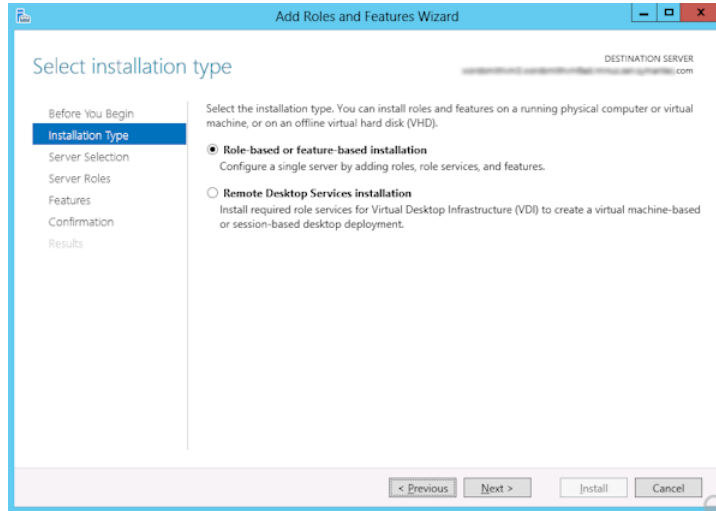 Add Roles and Features Wizard
Select installation type
DESTINATION SERVER
.com
Before You Begin
Installation Type
Server Selection
Server Roles
Features
Confirmation
Results
Select the installation type. You can install roles and features on a running physical computer or virtual
machine, or on an offline virtual hard disk (VHD).
Role-based or feature-based installation
Configure a single server by adding roles, role services, and features.
Remote Desktop Services installation
Install required role services for Virtual Desktop Infrastructure (VDI) to create a virtual machine-based
or session-based desktop deployment.
< Previous
Next >
Install
Cancel